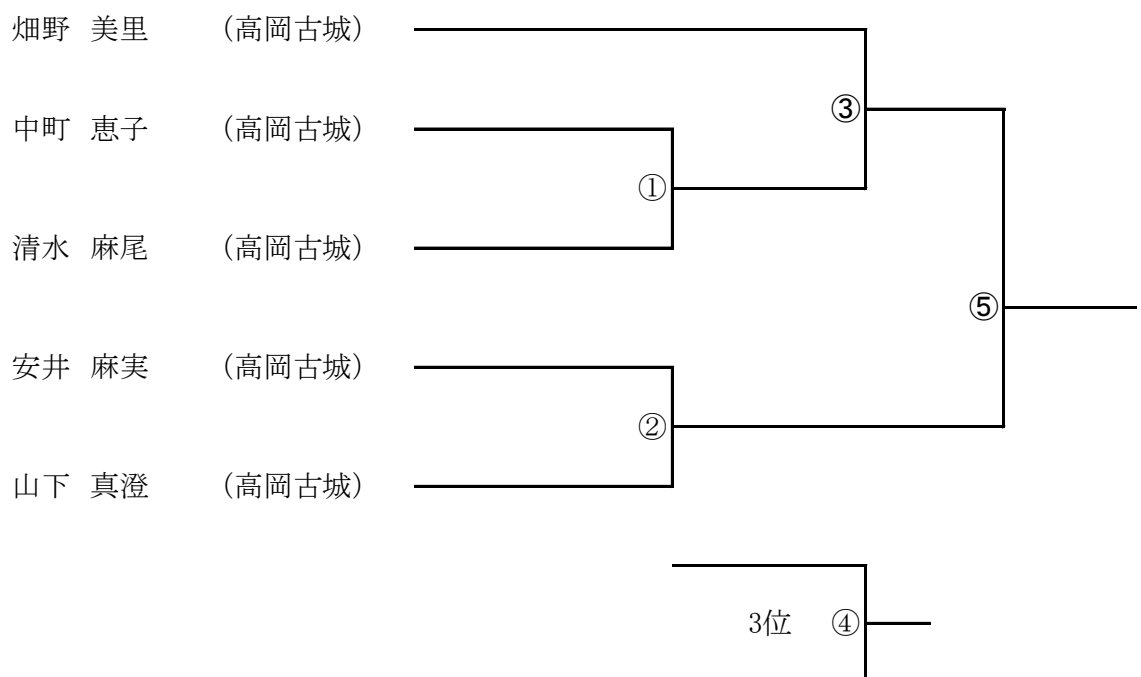 畑野 美里 （高岡古城）
③
中町 恵子 （高岡古城）
①
清水 麻尾 （高岡古城）
⑤
安井 麻実 （高岡古城）
②
山下 真澄 （高岡古城）
3位 ④